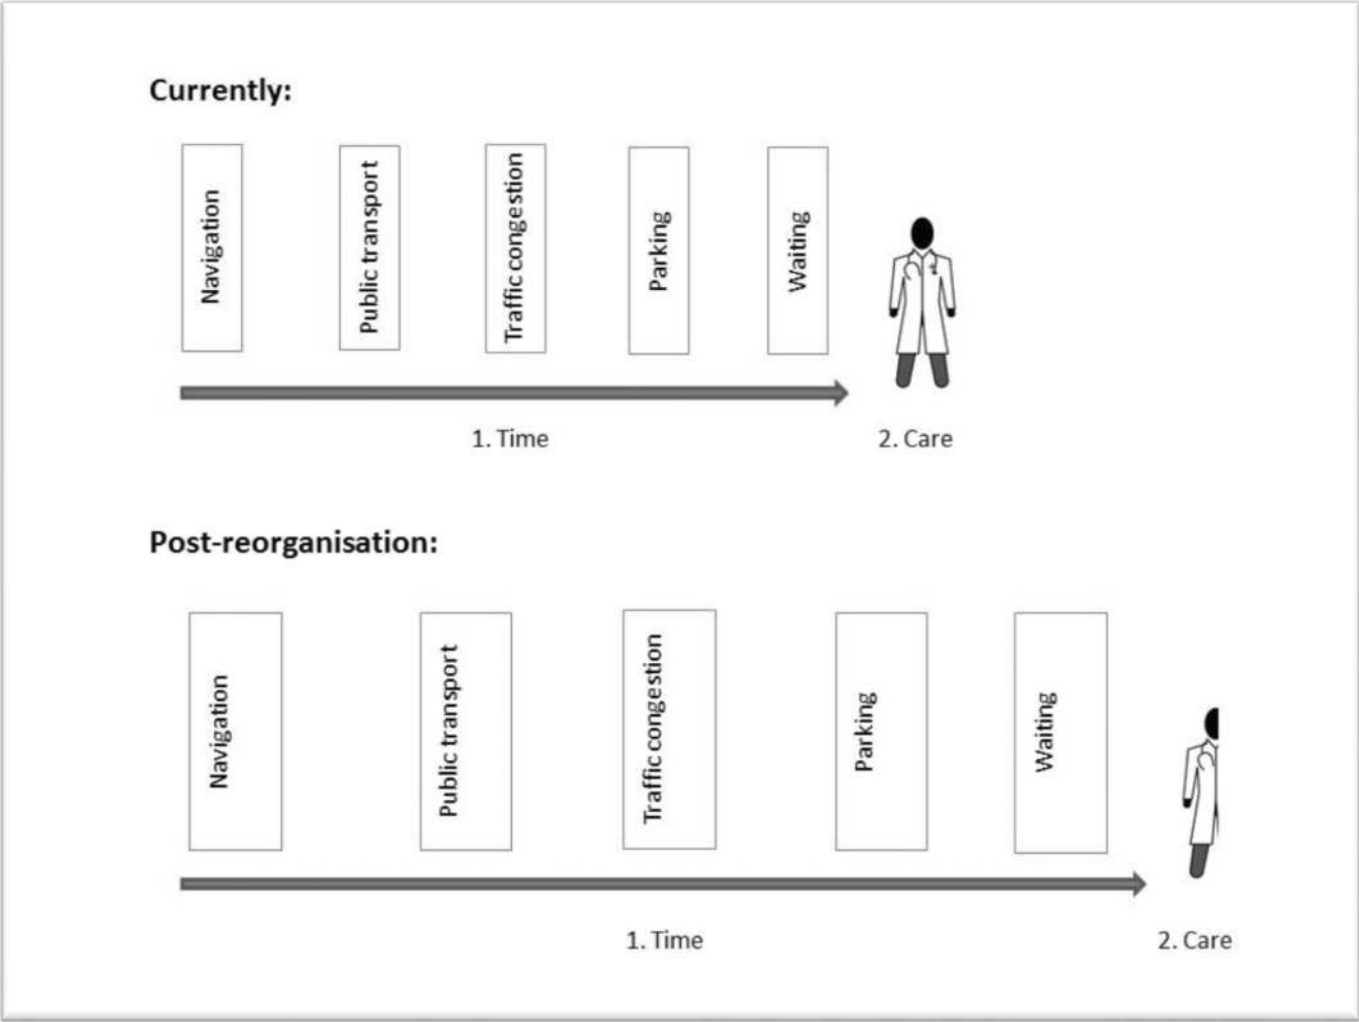 Currently:
Navigation
Public transport
Traffic congestion
Parking
Waiting
1. Time
2. Care
Post-reorganisation:
Navigation
Public transport
Traffic congestion
Parking
Waiting
1. Time
2. Care